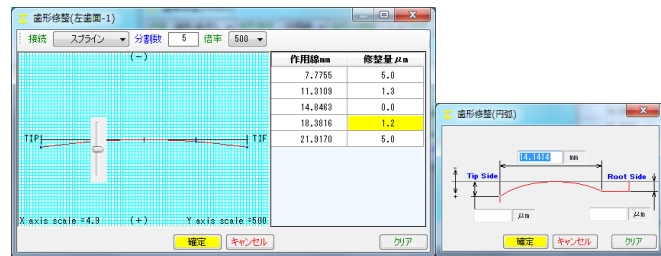 歯形修整(左歯面-1)
接続 スプライン 分割数 5 倍率 500
(-)
TIP TIF
X axis scale =4.9 (+) Y axis scale =500
作用線mm 修整量μm
7.7755 5.0
11.3109 1.3
14.8463 0.0
18.3816 1.2
21.9170 5.0
確定 キャンセル クリア
歯形修整(円弧)
14.1414 mm
Tip Side Root Side
- +
μm μm
確定 キャンセル クリア